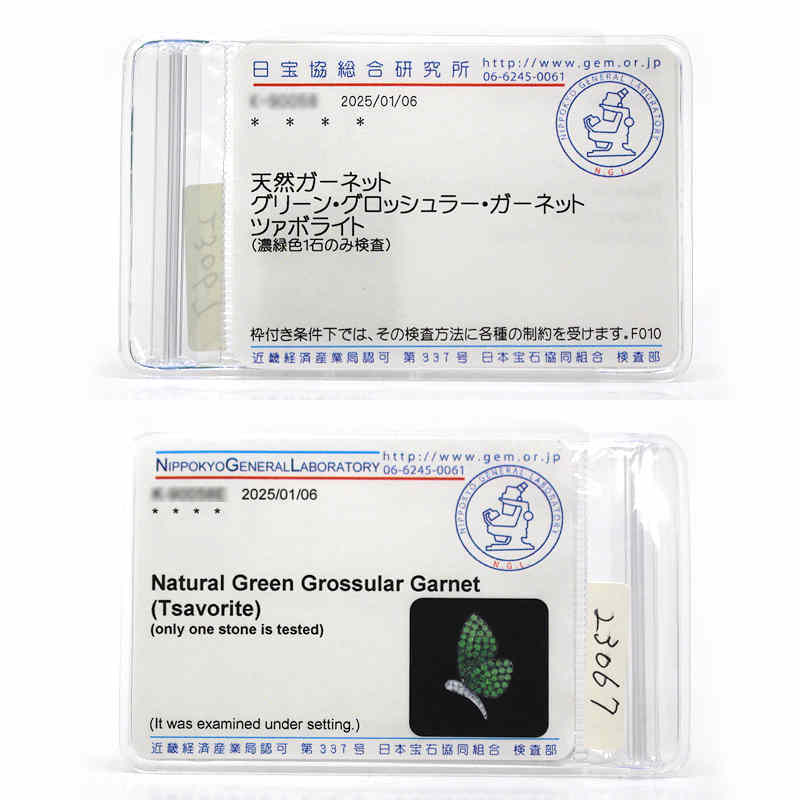 日宝協総合研究所
http://www.gem.or.jp
06-6245-0061
2025/01/06
* * * *
NIPPOKYO GENERAL LABORATORY
N.G.L.
天然ガーネット
グリーン・グロッシュラー・ガーネット
ツァボライト
(濃緑色1石のみ検査)
枠付き条件下では、その検査方法に各種の制約を受けます。F010
近畿経済産業局認可 第337号 日本宝石協同組合 検査部
23067
NIPPOKYO GENERAL LABORATORY
http://www.gem.or.jp
06-6245-0061
2025/01/06
* * * *
NIPPOKYO GENERAL LABORATORY
N.G.L.
Natural Green Grossular Garnet
(Tsavorite)
(only one stone is tested)
(It was examined under setting.)
近畿経済産業局認可 第337号 日本宝石協同組合 検査部
23067